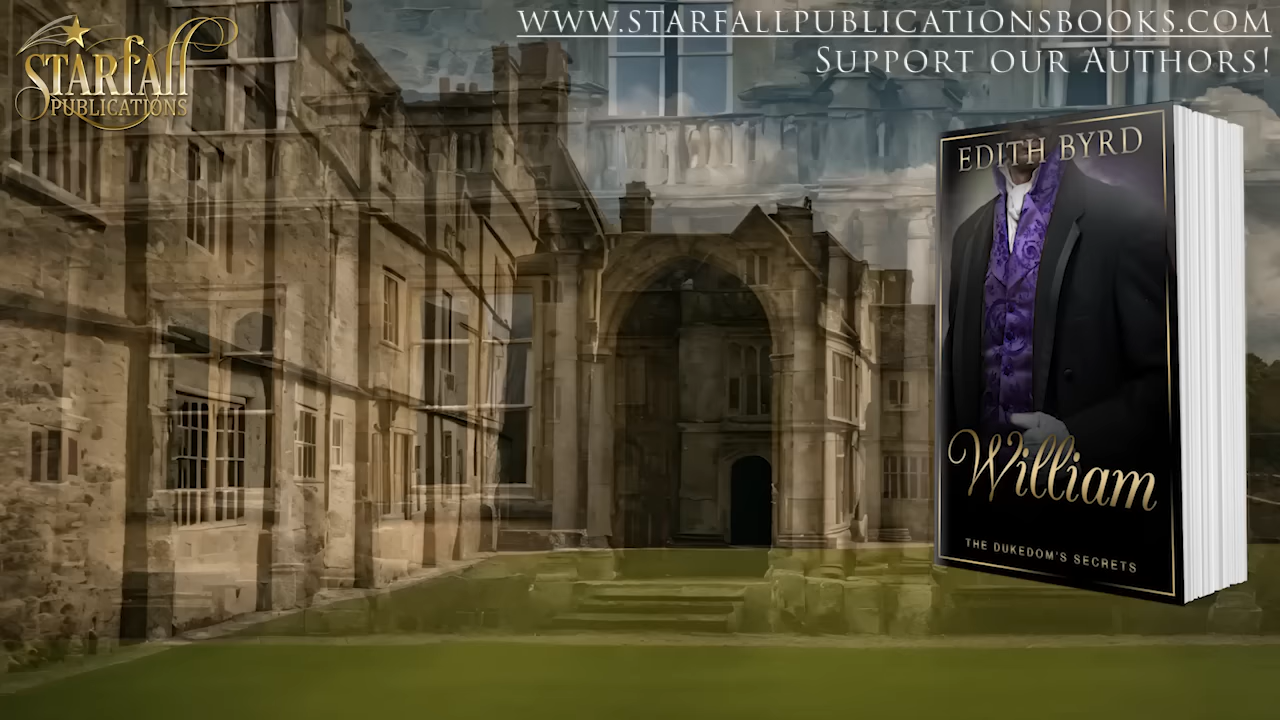 STARfall
PUBLICATIONS
WWW.STARFALLPUBLICATIONSBOOKS.COM
SUPPORT OUR AUTHORS!
EDITH BYRD
William
THE DUKEDOM'S SECRETS